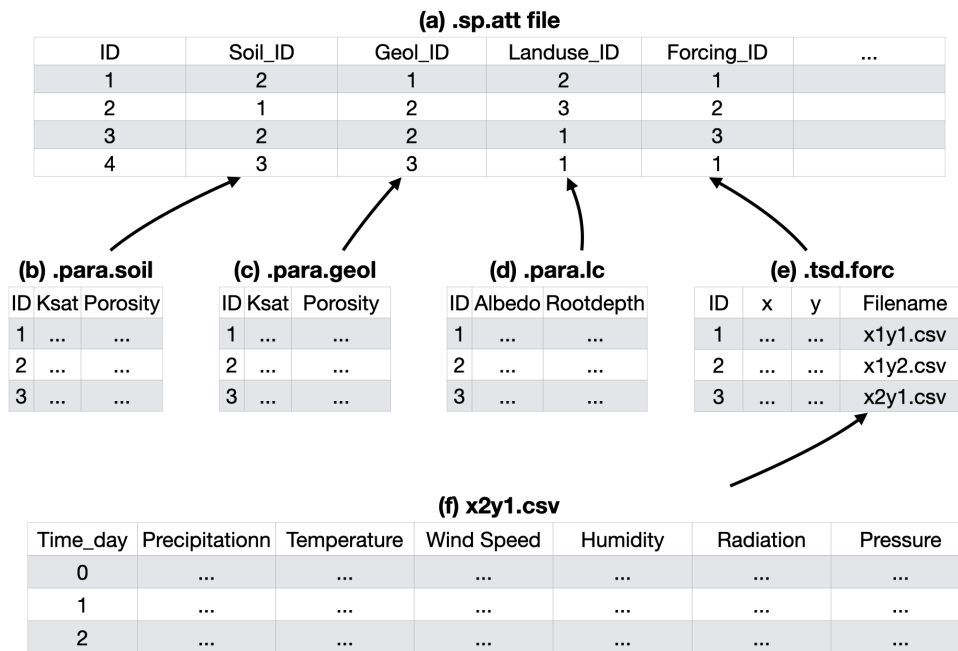 (a) .sp.att file
ID Soil_ID Geol_ID Landuse_ID Forcing_ID ...
1 2 1 2 1
2 1 2 3 2
3 2 2 1 3
4 3 3 1 1
(b) .para.soil
ID Ksat Porosity
1 ... ...
2 ... ...
3 ... ...
(c) .para.geol
ID Ksat Porosity
1 ... ...
2 ... ...
3 ... ...
(d) .para.lc
ID Albedo Rootdepth
1 ... ...
2 ... ...
3 ... ...
(e) .tsd.forc
ID x y Filename
1 ... ... x1y1.csv
2 ... ... x1y2.csv
3 ... ... x2y1.csv
(f) x2y1.csv
Time_day Precipitationn Temperature Wind Speed Humidity Radiation Pressure
0 ... ... ... ... ... ...
1 ... ... ... ... ... ...
2 ... ... ... ... ... ...